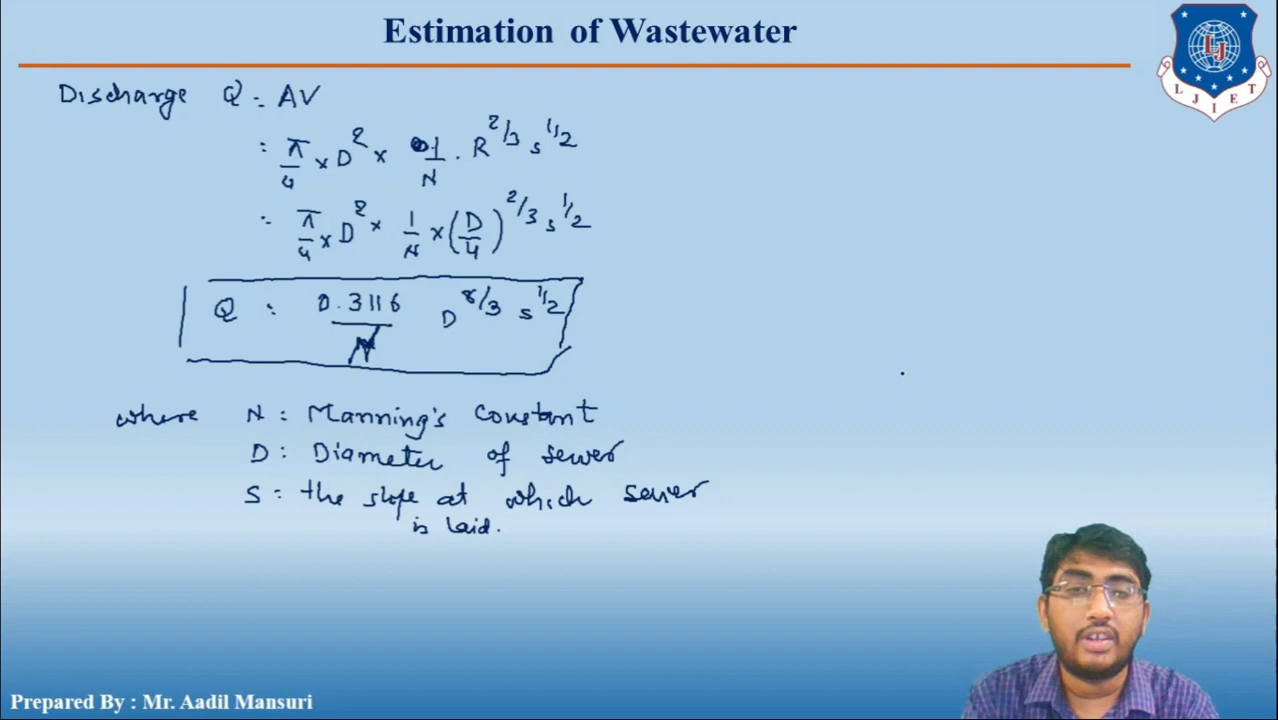 Estimation of Wastewater
LJIET
Discharge Q = AV
= π/4 × D² × 1/N . R^2/3 s^1/2
= π/4 × D² × 1/N × (D/4)^2/3 s^1/2
Q = 0.3116/N D^8/3 s^1/2
where N = Manning's Constant
D = Diameter of sewer
S = the slope at which sewer
is laid.
Prepared By : Mr. Aadil Mansuri